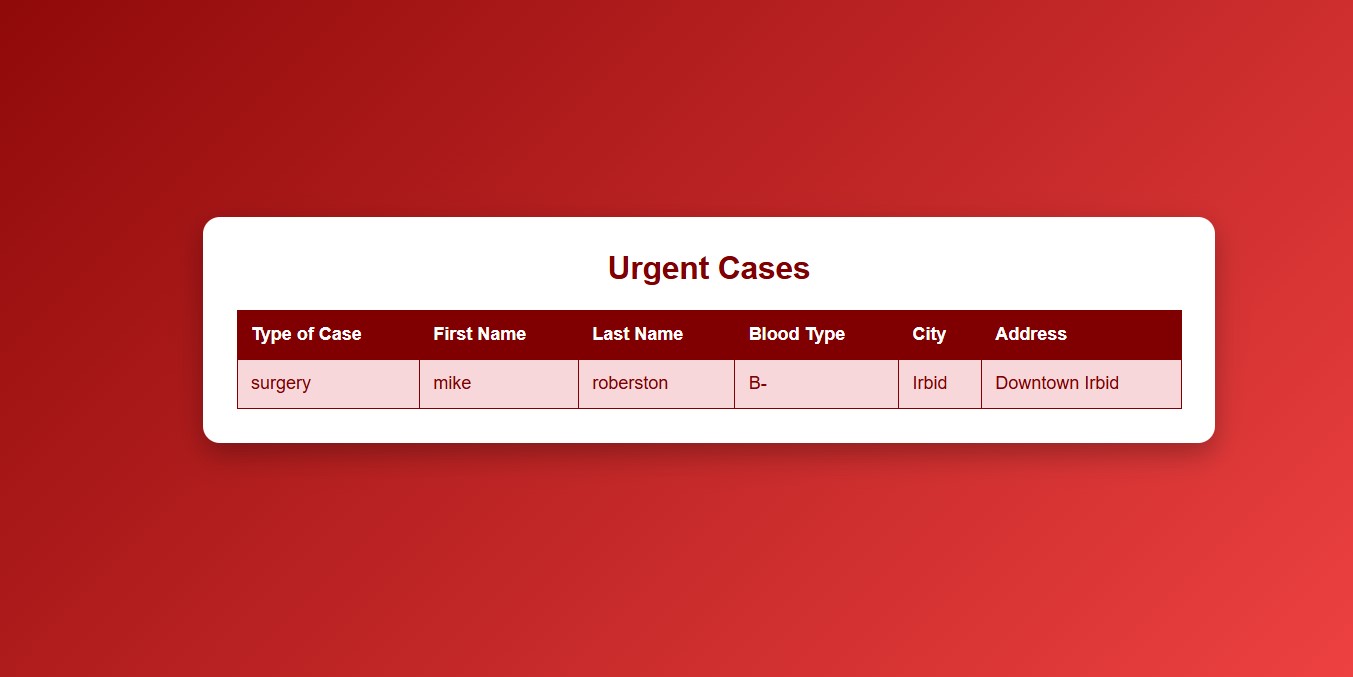 Urgent Cases
Type of Case First Name Last Name Blood Type City Address
surgery mike roberston B- Irbid Downtown Irbid